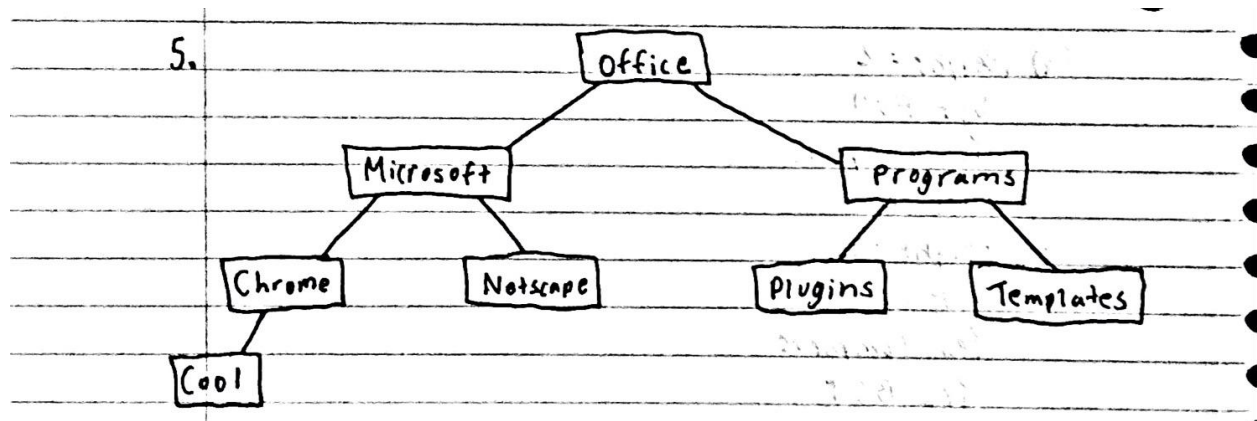 5.
Office
Microsoft
Programs
Chrome
Netscape
Plugins
Templates
Cool